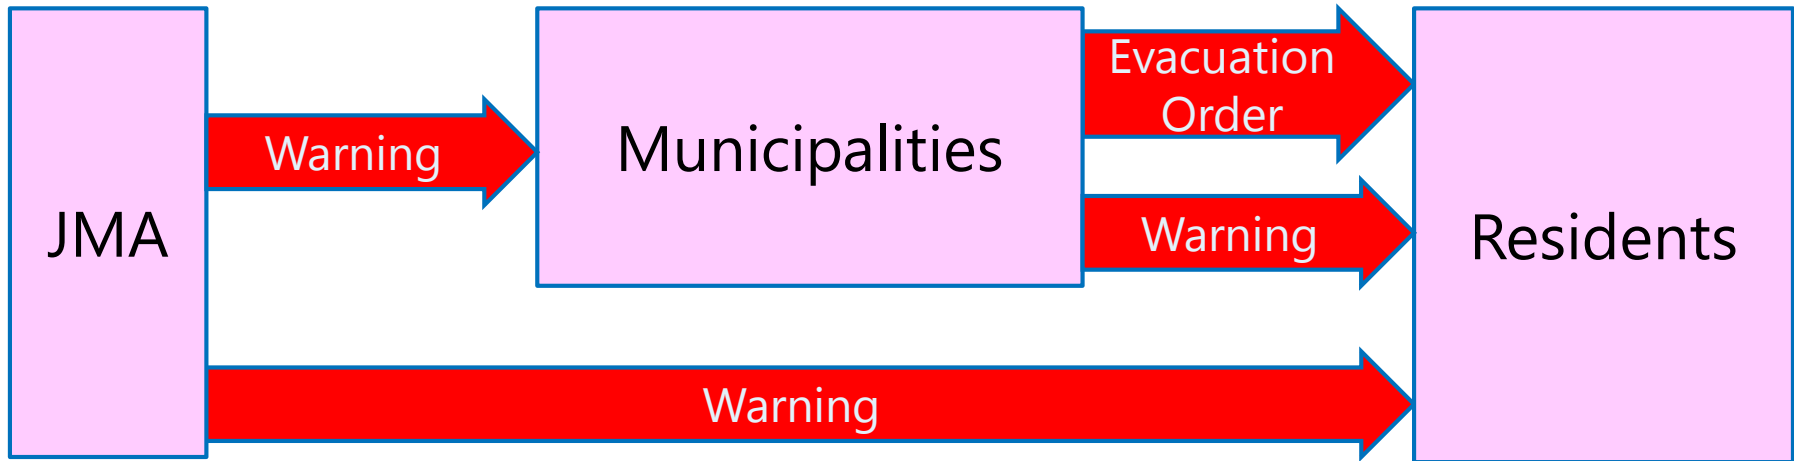 JMA
Warning
Municipalities
Evacuation
Order
Warning
Residents
Warning